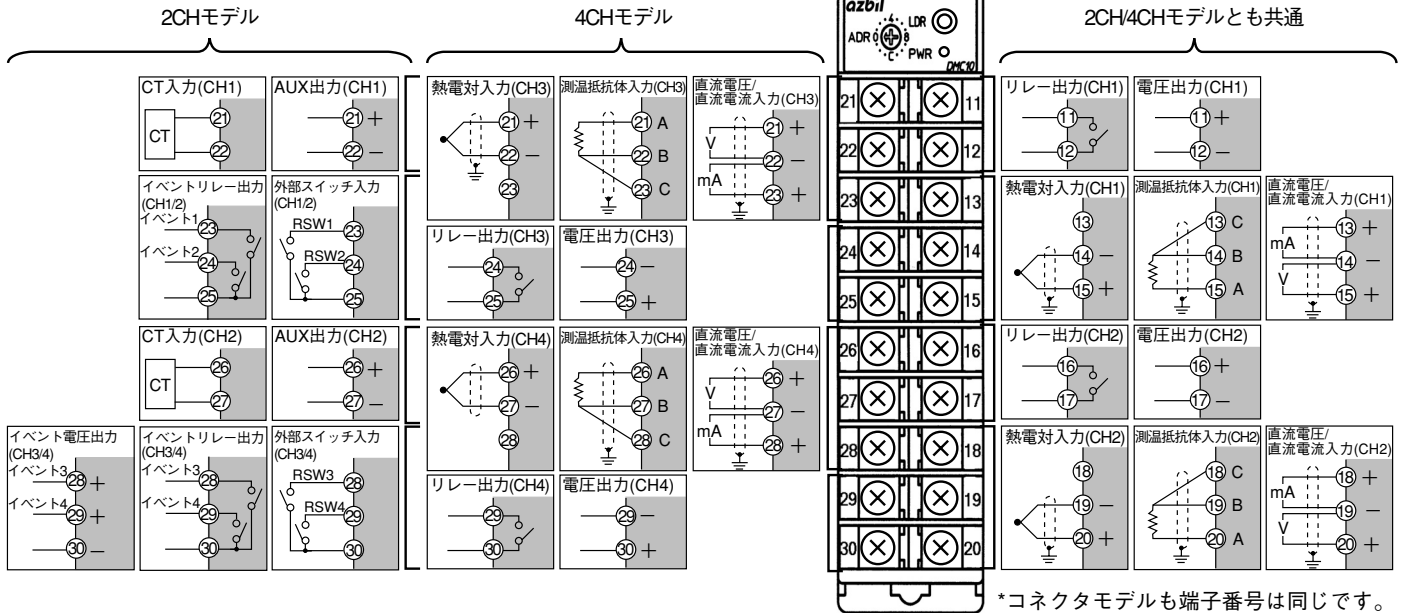 2CHモデル
4CHモデル
2CH/4CHモデルとも共通
azbil
LDR
ADR 0 4 8 C
PWR
DMC10
CT入力(CH1)
CT
21
22
AUX出力(CH1)
21 +
22 −
イベントリレー出力
(CH1/2)
イベント1
23
イベント2
24
25
外部スイッチ入力
(CH1/2)
RSW1
23
RSW2
24
25
CT入力(CH2)
CT
26
27
AUX出力(CH2)
26 +
27 −
イベント電圧出力
(CH3/4)
イベント3
28 +
イベント4
29 +
30 −
イベントリレー出力
(CH3/4)
イベント3
28
イベント4
29
30
外部スイッチ入力
(CH3/4)
RSW3
28
RSW4
29
30
熱電対入力(CH3)
21 +
22 −
23
測温抵抗体入力(CH3)
21 A
22 B
23 C
直流電圧/
直流電流入力(CH3)
21 +
V
22 −
mA
23 +
リレー出力(CH3)
24
25
電圧出力(CH3)
24 −
25 +
熱電対入力(CH4)
26 +
27 −
28
測温抵抗体入力(CH4)
26 A
27 B
28 C
直流電圧/
直流電流入力(CH4)
26 +
V
27 −
mA
28 +
リレー出力(CH4)
29
30
電圧出力(CH4)
29 −
30 +
21 11
22 12
23 13
24 14
25 15
26 16
27 17
28 18
29 19
30 20
リレー出力(CH1)
11
12
電圧出力(CH1)
11 +
12 −
熱電対入力(CH1)
13
14 −
15 +
測温抵抗体入力(CH1)
13 C
14 B
15 A
直流電圧/
直流電流入力(CH1)
13 +
mA
14 −
V
15 +
リレー出力(CH2)
16
17
電圧出力(CH2)
16 +
17 −
熱電対入力(CH2)
18
19 −
20 +
測温抵抗体入力(CH2)
18 C
19 B
20 A
直流電圧/
直流電流入力(CH2)
18 +
mA
19 −
V
20 +
*コネクタモデルも端子番号は同じです。